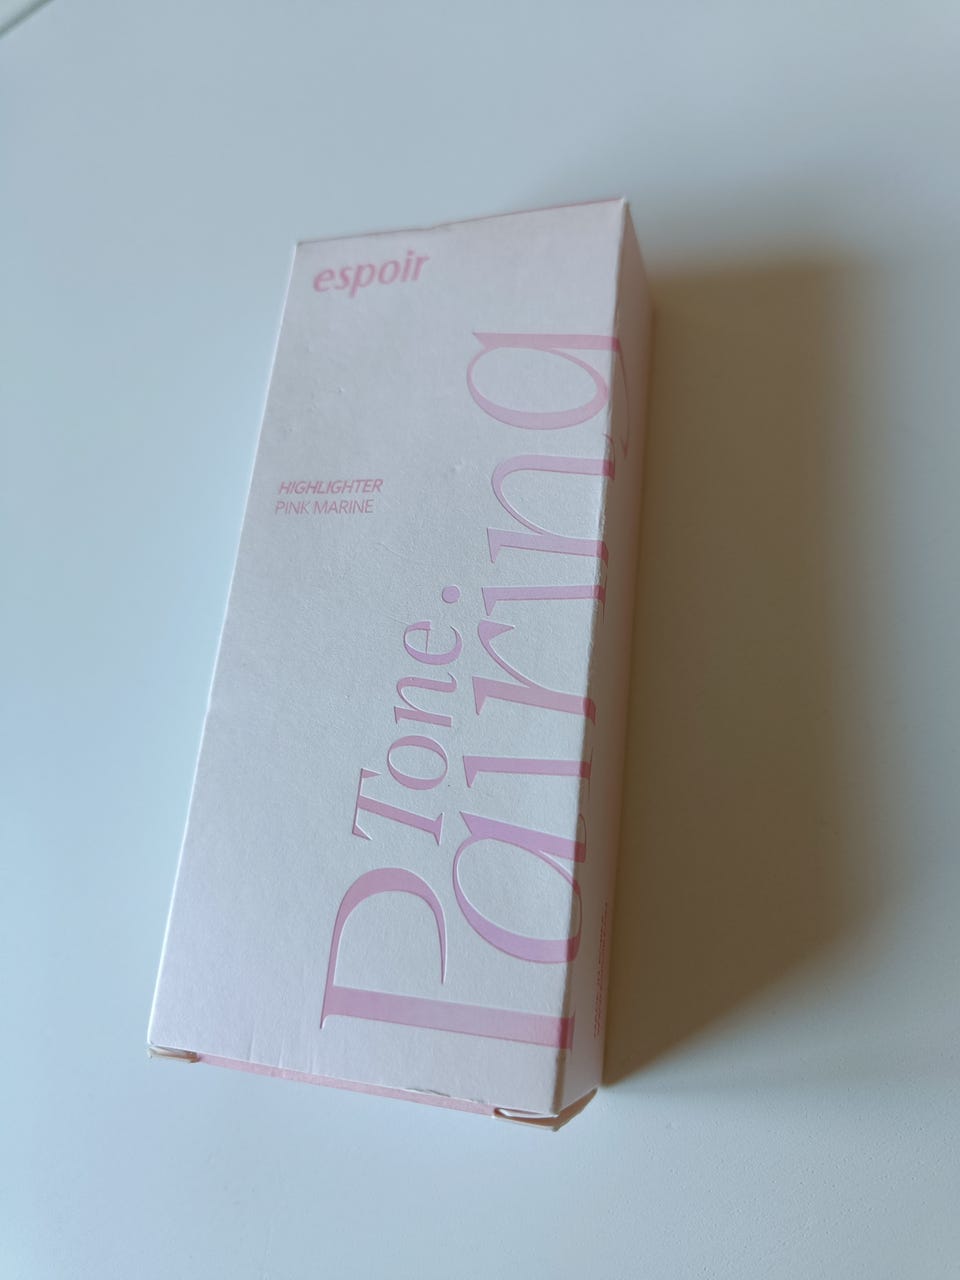 espoir
HIGHLIGHTER
PINK MARINE
Tone.
Pairing